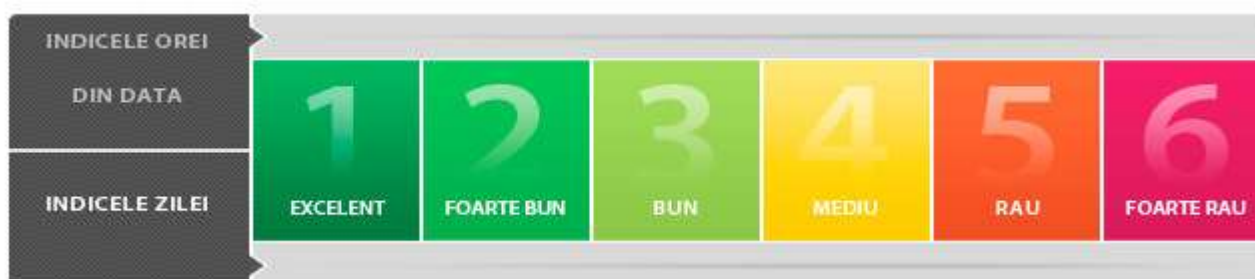 INDICELE OREI
DIN DATA
INDICELE ZILEI
1
EXCELENT
2
FOARTE BUN
3
BUN
4
MEDIU
5
RAU
6
FOARTE RAU